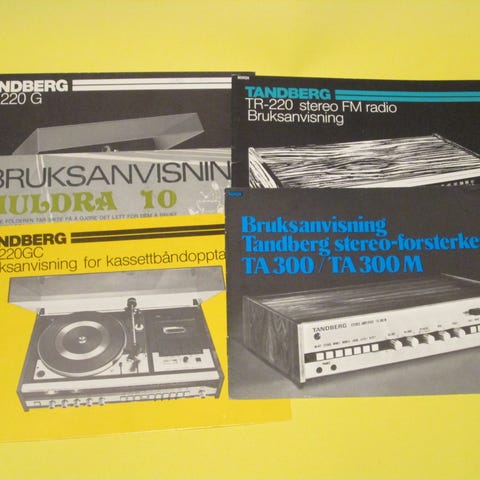 TANDBERG
220 G
BRUKSANVISNIN
HULDRA 10
TANDBERG
TR-220 stereo FM radio
Bruksanvisning
NDBERG
220GC
ksanvisning for kassettbåndoppta
Bruksanvisning
Tandberg stereo-forsterke
TA 300 / TA 300 M
TANDBERG